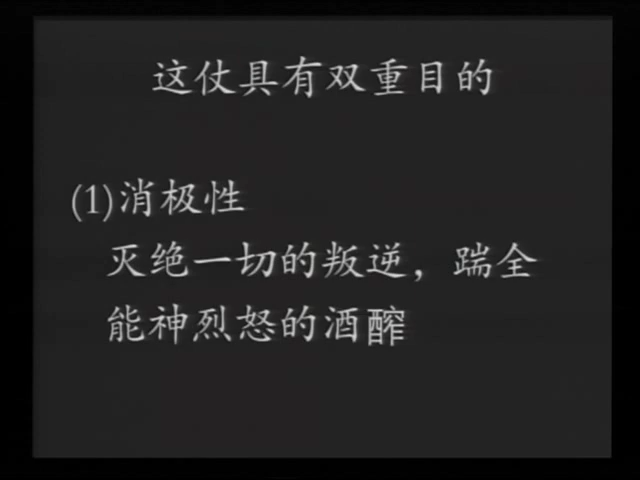 这仗具有双重目的
(1)消极性
灭绝一切的叛逆，踹全
能神烈怒的酒醡